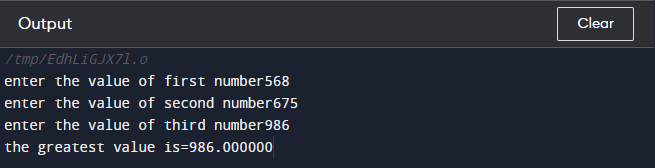 Output
Clear
/tmp/EdhLiGJX7l.o
enter the value of first number568
enter the value of second number675
enter the value of third number986
the greatest value is=986.000000